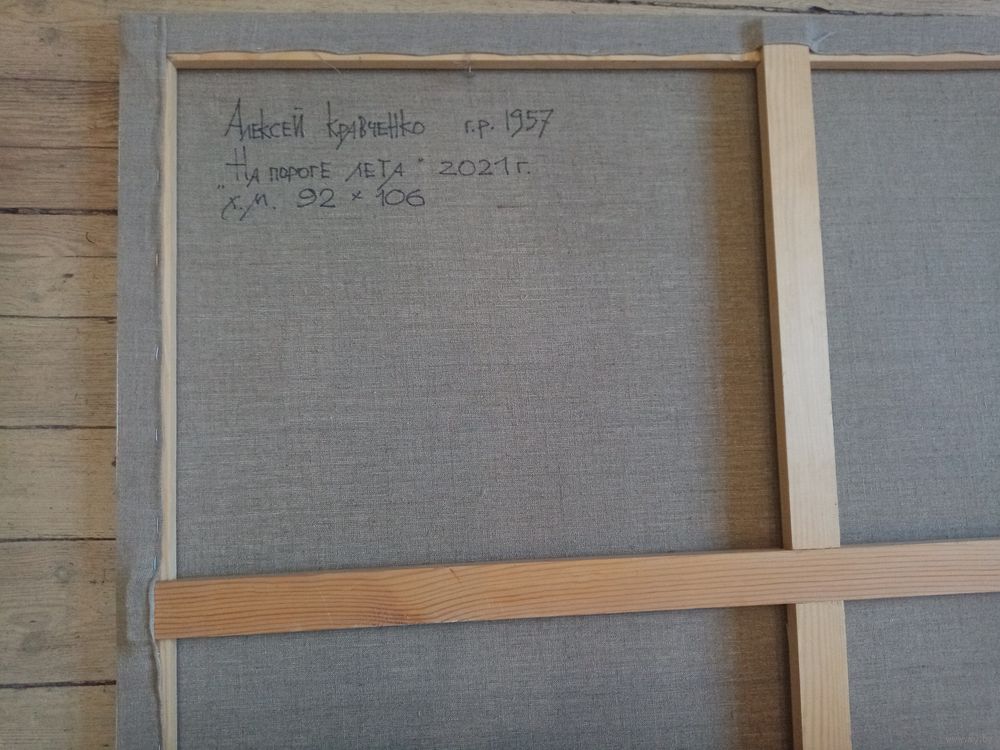 Алексей Кравченко г.р. 1957
"На пороге лета" 2021 г.
х.м. 92 × 106